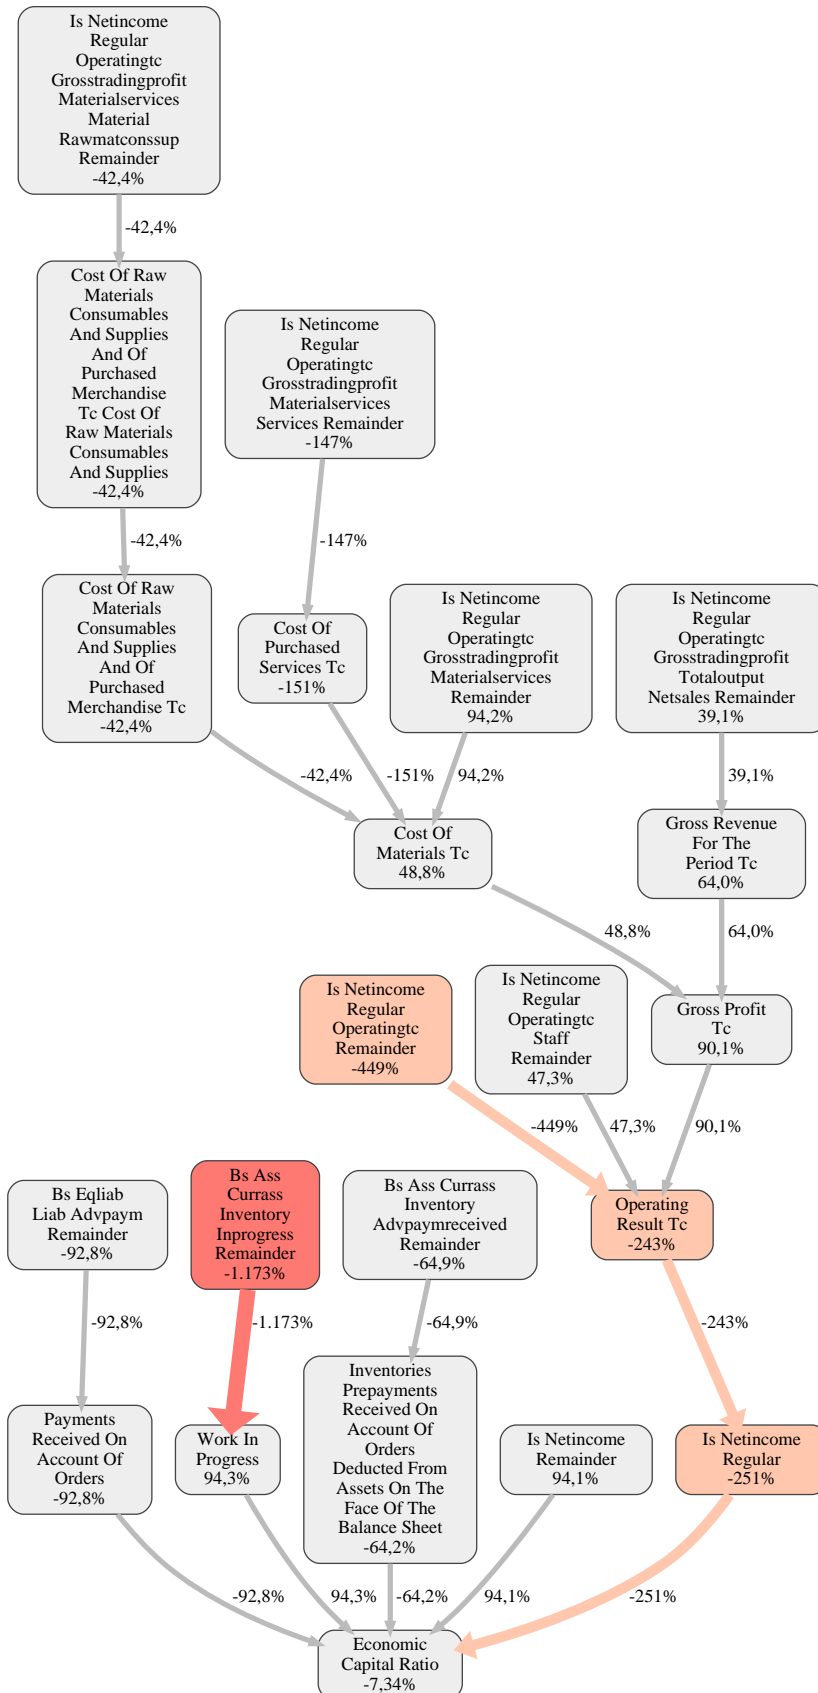 Is Netincome
Regular
Operatingtc
Grosstradingprofit
Materialservices
Material
Rawmatconssup
Remainder
-42,4%
-42,4%
Cost Of Raw
Materials
Consumables
And Supplies
And Of
Purchased
Merchandise
Tc Cost Of
Raw Materials
Consumables
And Supplies
-42,4%
Is Netincome
Regular
Operatingtc
Grosstradingprofit
Materialservices
Services Remainder
-147%
-42,4%
-147%
Cost Of Raw
Materials
Consumables
And Supplies
And Of
Purchased
Merchandise Tc
-42,4%
Cost Of
Purchased
Services Tc
-151%
Is Netincome
Regular
Operatingtc
Grosstradingprofit
Materialservices
Remainder
94,2%
Is Netincome
Regular
Operatingtc
Grosstradingprofit
Totaloutput
Netsales Remainder
39,1%
-42,4%
-151%
94,2%
39,1%
Cost Of
Materials Tc
48,8%
Gross Revenue
For The
Period Tc
64,0%
48,8%
64,0%
Is Netincome
Regular
Operatingtc
Remainder
-449%
Is Netincome
Regular
Operatingtc
Staff
Remainder
47,3%
Gross Profit
Tc
90,1%
-449%
47,3%
90,1%
Bs Eqliab
Liab Advpaym
Remainder
-92,8%
Bs Ass
Currass
Inventory
Inprogress
Remainder
-1.173%
Bs Ass Currass
Inventory
Advpaymreceived
Remainder
-64,9%
Operating
Result Tc
-243%
-92,8%
-1.173%
-64,9%
-243%
Payments
Received On
Account Of
Orders
-92,8%
Work In
Progress
94,3%
Inventories
Prepayments
Received On
Account Of
Orders
Deducted From
Assets On The
Face Of The
Balance Sheet
-64,2%
Is Netincome
Remainder
94,1%
Is Netincome
Regular
-251%
-92,8%
94,3%
-64,2%
94,1%
-251%
Economic
Capital Ratio
-7,34%